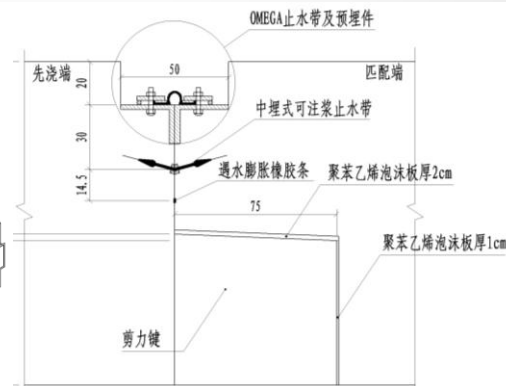 OMEGA止水带及预埋件
先浇端
匹配端
20
50
30
中埋式可注浆止水带
14.5
遇水膨胀橡胶条
聚苯乙烯泡沫板厚2cm
75
聚苯乙烯泡沫板厚1cm
剪力键